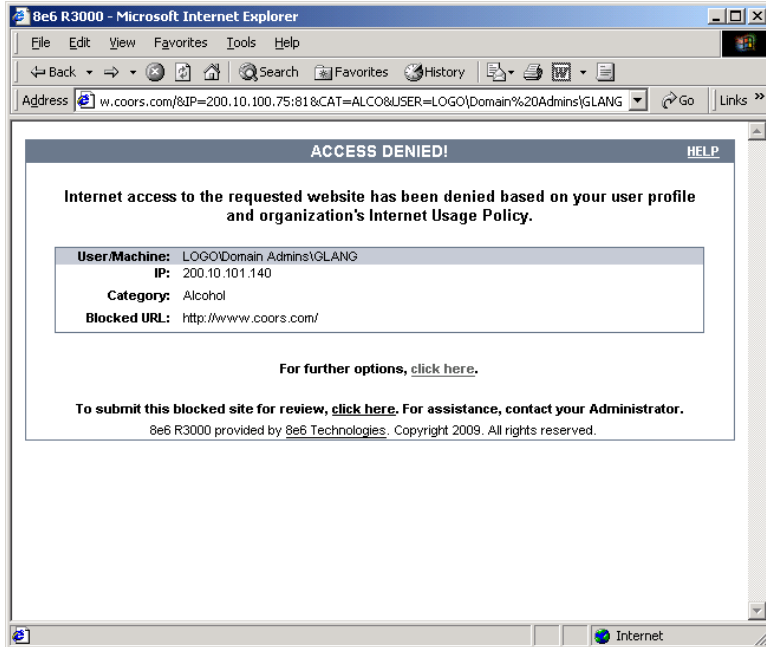 8e6 R3000 - Microsoft Internet Explorer
File Edit View Favorites Tools Help
Back Search Favorites History
Address w.coors.com/&IP=200.10.100.75:81&CAT=ALCO&USER=LOGO\Domain%20Admins\GLANG Go Links »
ACCESS DENIED! HELP
Internet access to the requested website has been denied based on your user profile
and organization's Internet Usage Policy.
User/Machine: LOGO\Domain Admins\GLANG
IP: 200.10.101.140
Category: Alcohol
Blocked URL: http://www.coors.com/
For further options, click here.
To submit this blocked site for review, click here. For assistance, contact your Administrator.
8e6 R3000 provided by 8e6 Technologies. Copyright 2009. All rights reserved.
Internet